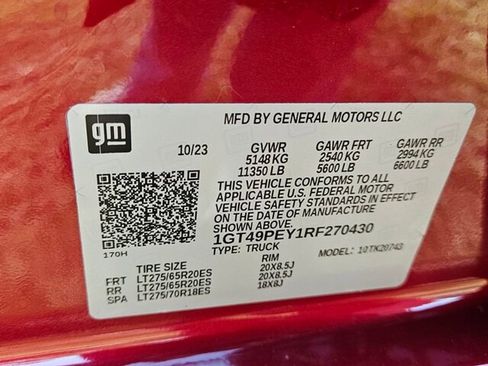 gm
MFD BY GENERAL MOTORS LLC
10/23 GVWR GAWR FRT GAWR RR
5148 KG 2540 KG 2994 KG
11350 LB 5600 LB 6600 LB
THIS VEHICLE CONFORMS TO ALL
APPLICABLE U.S. FEDERAL MOTOR
VEHICLE SAFETY STANDARDS IN EFFECT
ON THE DATE OF MANUFACTURE
SHOWN ABOVE.
1GT49PEY1RF270430
170H TYPE: TRUCK MODEL: 10TK20743
TIRE SIZE RIM
FRT LT275/65R20ES 20X8.5J
RR LT275/65R20ES 20X8.5J
SPA LT275/70R18ES 18X8J